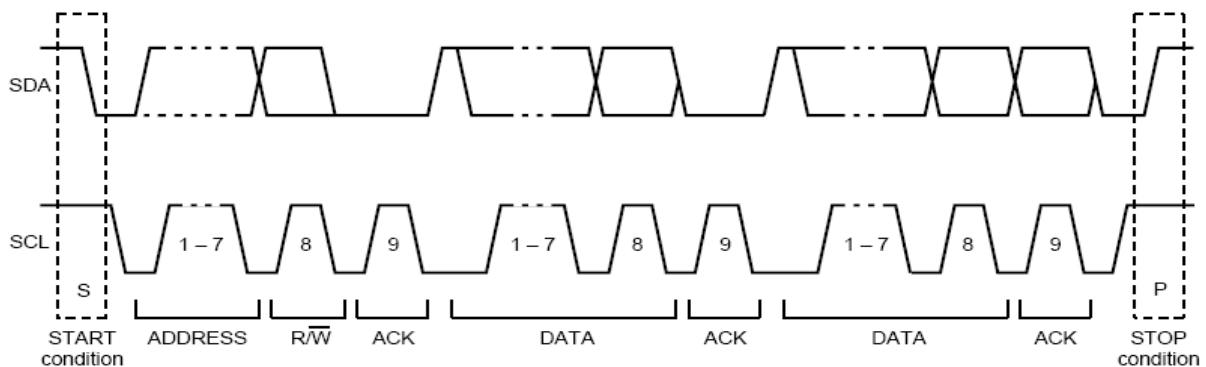 SDA
SCL
1 – 7 8 9 1 – 7 8 9 1 – 7 8 9
S P
START condition ADDRESS R/W̅ ACK DATA ACK DATA ACK STOP condition